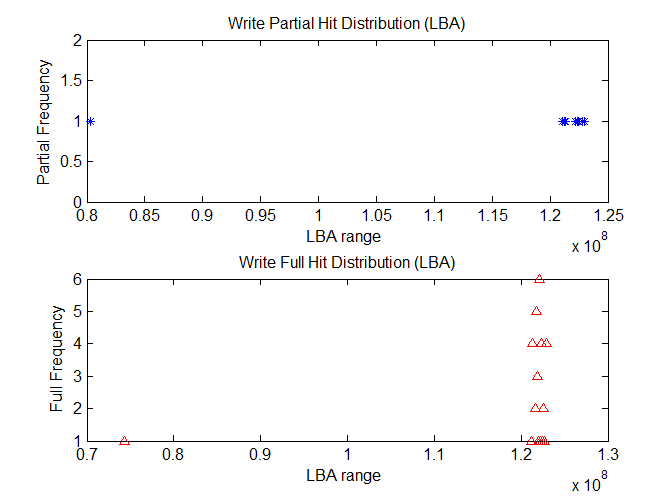 Write Partial Hit Distribution (LBA)
Partial Frequency
2
1.5
1
0.5
0
0.8 0.85 0.9 0.95 1 1.05 1.1 1.15 1.2 1.25
LBA range
x 10^8
Write Full Hit Distribution (LBA)
Full Frequency
6
5
4
3
2
1
0.7 0.8 0.9 1 1.1 1.2 1.3
LBA range
x 10^8